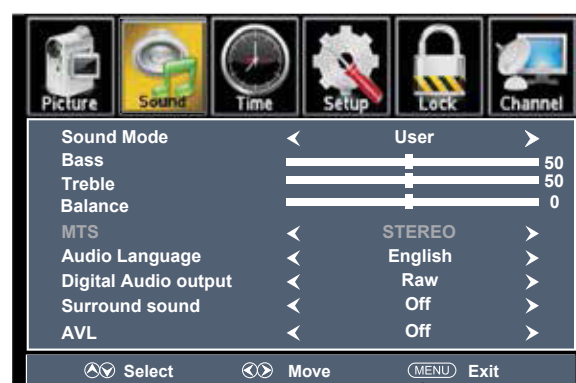 Picture Sound Time Setup Lock Channel
Sound Mode User
Bass 50
Treble 50
Balance 0
MTS STEREO
Audio Language English
Digital Audio output Raw
Surround sound Off
AVL Off
Select Move MENU Exit